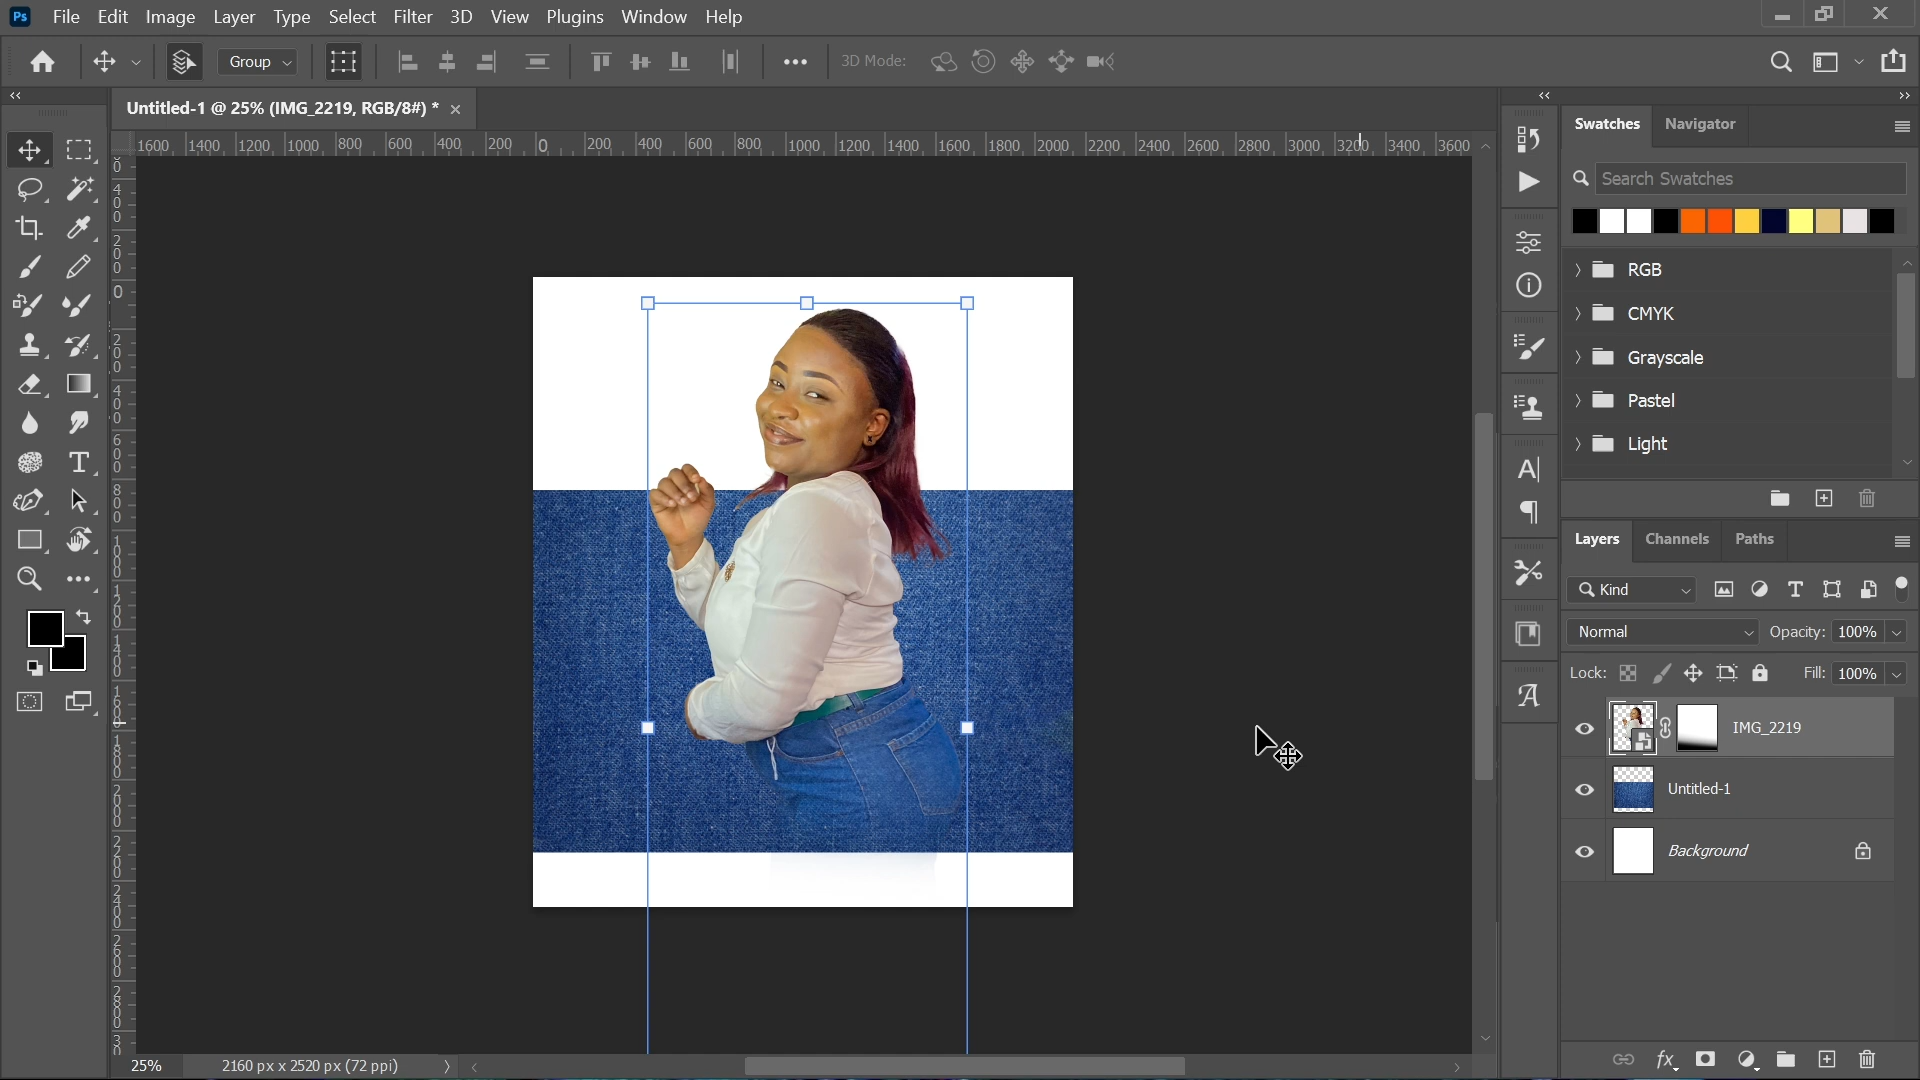 Ps File Edit Image Layer Type Select Filter 3D View Plugins Window Help
Group 3D Mode:
Untitled-1 @ 25% (IMG_2219, RGB/8#) *
1600 1400 1200 1000 800 600 400 200 0 200 400 600 800 1000 1200 1400 1600 1800 2000 2200 2400 2600 2800 3000 3200 3400 3600
Swatches Navigator
Search Swatches
RGB
CMYK
Grayscale
Pastel
Light
Layers Channels Paths
Kind
Normal Opacity: 100%
Lock: Fill: 100%
IMG_2219
Untitled-1
Background
25% 2160 px x 2520 px (72 ppi)